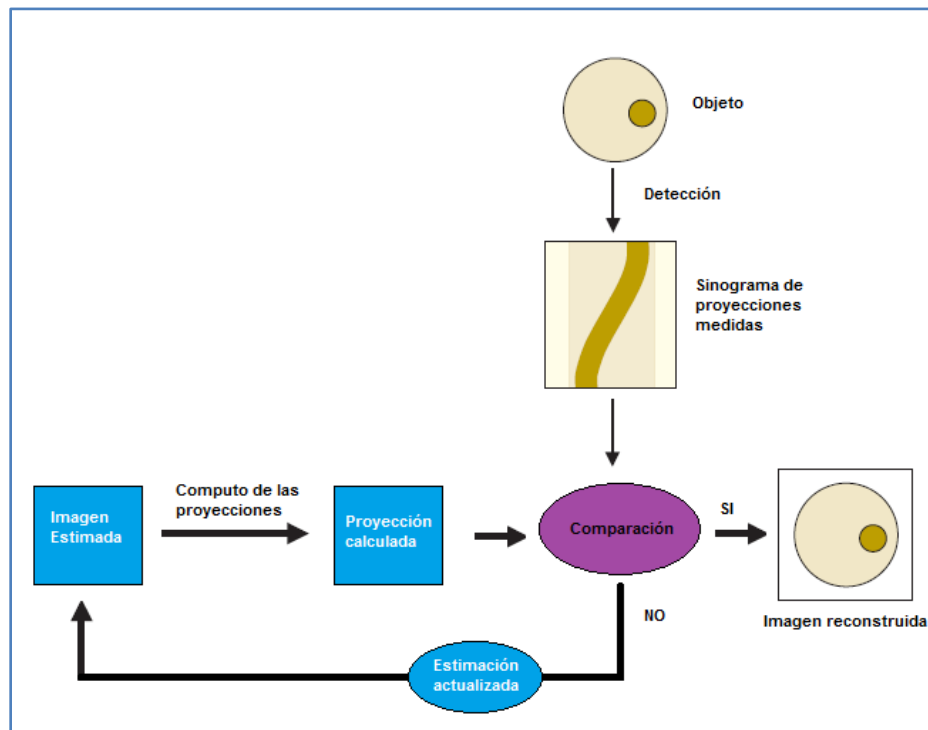 Objeto
Detección
Sinograma de
proyecciones
medidas
Computo de las
proyecciones
Imagen
Estimada
Proyección
calculada
Comparación
SI
NO
Imagen reconstruida
Estimación
actualizada